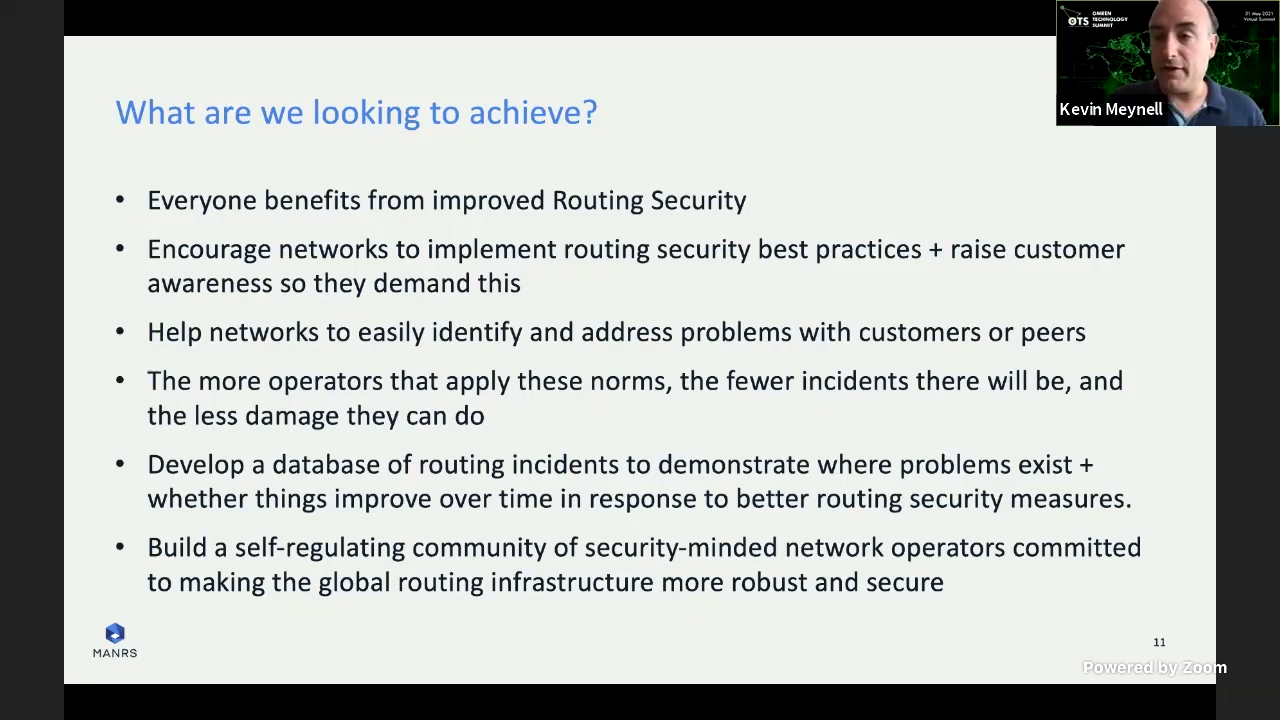 OTS
OMREN
TECHNOLOGY
SUMMIT
31 May 2021
Virtual Summit
Kevin Meynell
What are we looking to achieve?
• Everyone benefits from improved Routing Security
• Encourage networks to implement routing security best practices + raise customer
awareness so they demand this
• Help networks to easily identify and address problems with customers or peers
• The more operators that apply these norms, the fewer incidents there will be, and
the less damage they can do
• Develop a database of routing incidents to demonstrate where problems exist +
whether things improve over time in response to better routing security measures.
• Build a self-regulating community of security-minded network operators committed
to making the global routing infrastructure more robust and secure
MANRS
11
Powered by Zoom